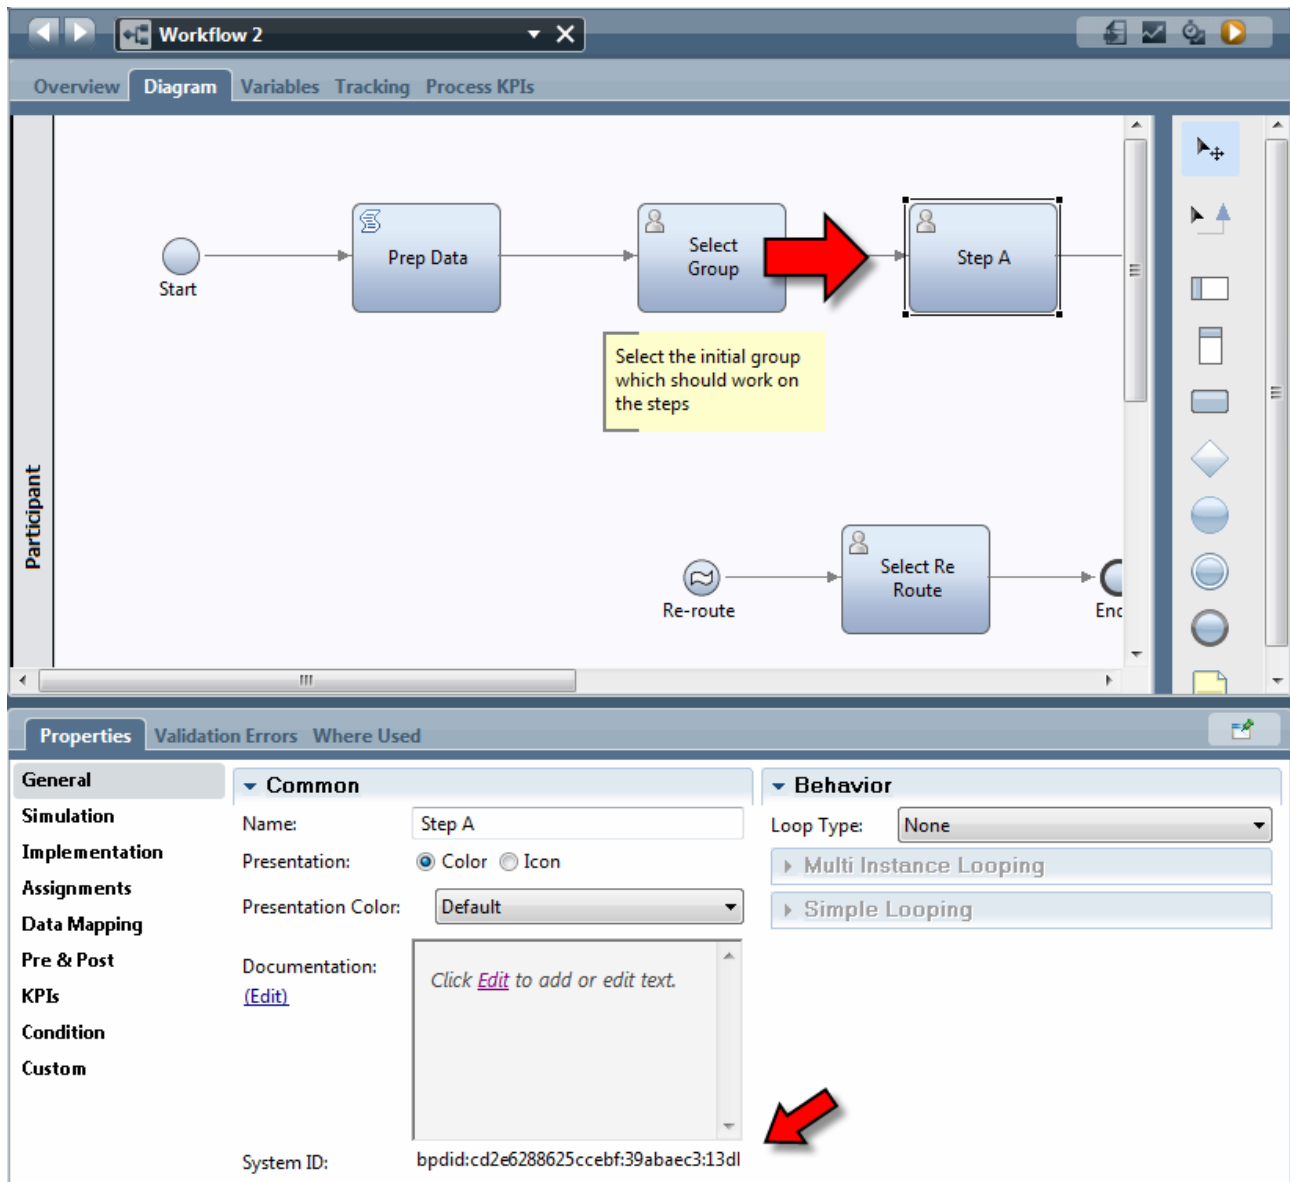 Workflow 2
Overview Diagram Variables Tracking Process KPIs
Participant
Start
Prep Data
Select
Group
Step A
Select the initial group
which should work on
the steps
Re-route
Select Re
Route
Enc
Properties Validation Errors Where Used
General
Simulation
Implementation
Assignments
Data Mapping
Pre & Post
KPIs
Condition
Custom
Common
Name: Step A
Presentation: Color Icon
Presentation Color: Default
Documentation:
(Edit)
Click Edit to add or edit text.
System ID: bpdid:cd2e6288625ccebf:39abaec3:13dl
Behavior
Loop Type: None
Multi Instance Looping
Simple Looping